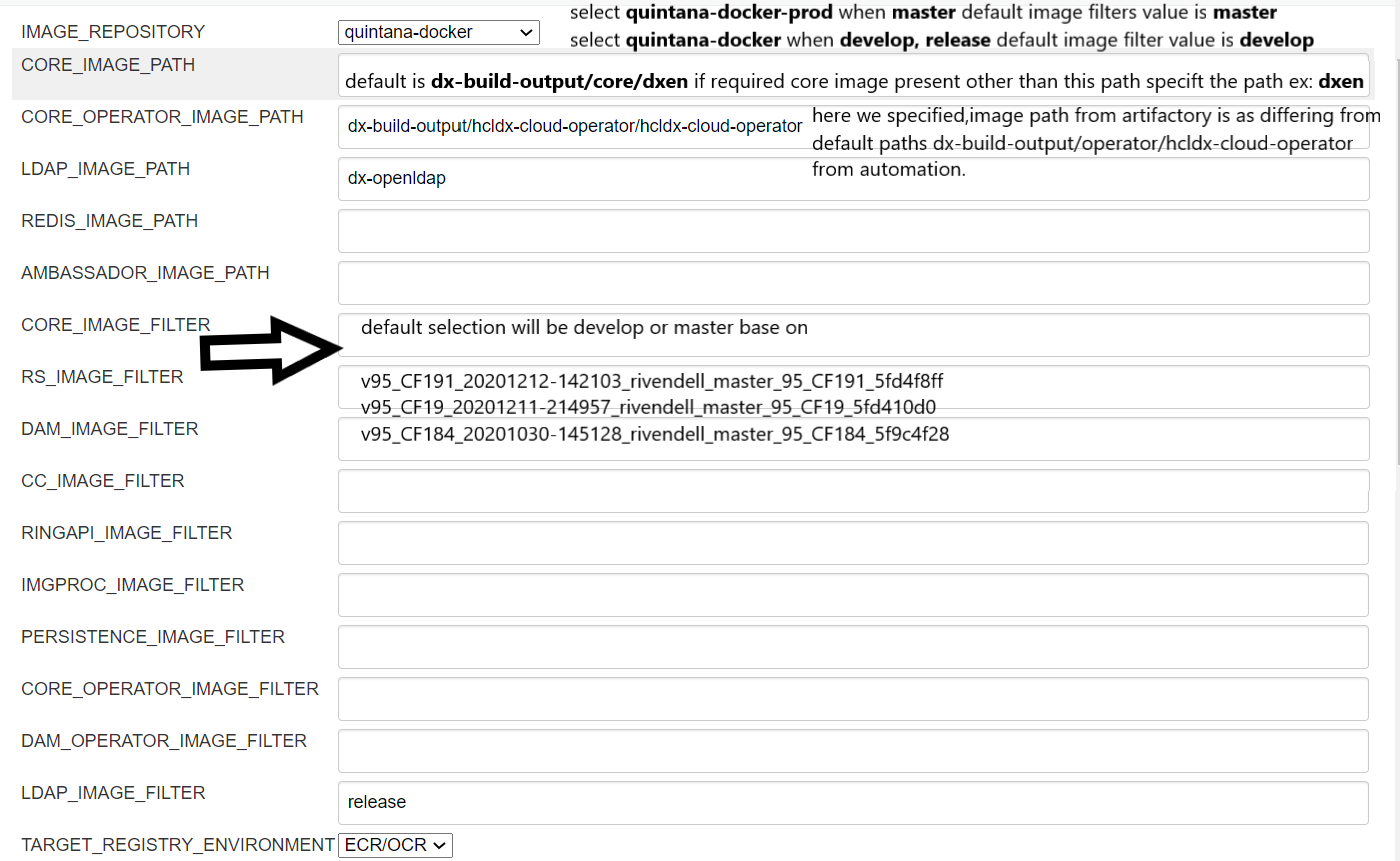 select quintana-docker-prod when master default image filters value is master
IMAGE_REPOSITORY quintana-docker
select quintana-docker when develop, release default image filter value is develop
CORE_IMAGE_PATH
default is dx-build-output/core/dxen if required core image present other than this path specift the path ex: dxen
CORE_OPERATOR_IMAGE_PATH
dx-build-output/hcldx-cloud-operator/hcldx-cloud-operator
here we specified,image path from artifactory is as differing from
default paths dx-build-output/operator/hcldx-cloud-operator
from automation.
LDAP_IMAGE_PATH
dx-openldap
REDIS_IMAGE_PATH
AMBASSADOR_IMAGE_PATH
CORE_IMAGE_FILTER
default selection will be develop or master base on
RS_IMAGE_FILTER
v95_CF191_20201212-142103_rivendell_master_95_CF191_5fd4f8ff
v95_CF19_20201211-214957_rivendell_master_95_CF19_5fd410d0
DAM_IMAGE_FILTER
v95_CF184_20201030-145128_rivendell_master_95_CF184_5f9c4f28
CC_IMAGE_FILTER
RINGAPI_IMAGE_FILTER
IMGPROC_IMAGE_FILTER
PERSISTENCE_IMAGE_FILTER
CORE_OPERATOR_IMAGE_FILTER
DAM_OPERATOR_IMAGE_FILTER
LDAP_IMAGE_FILTER
release
TARGET_REGISTRY_ENVIRONMENT ECR/OCR